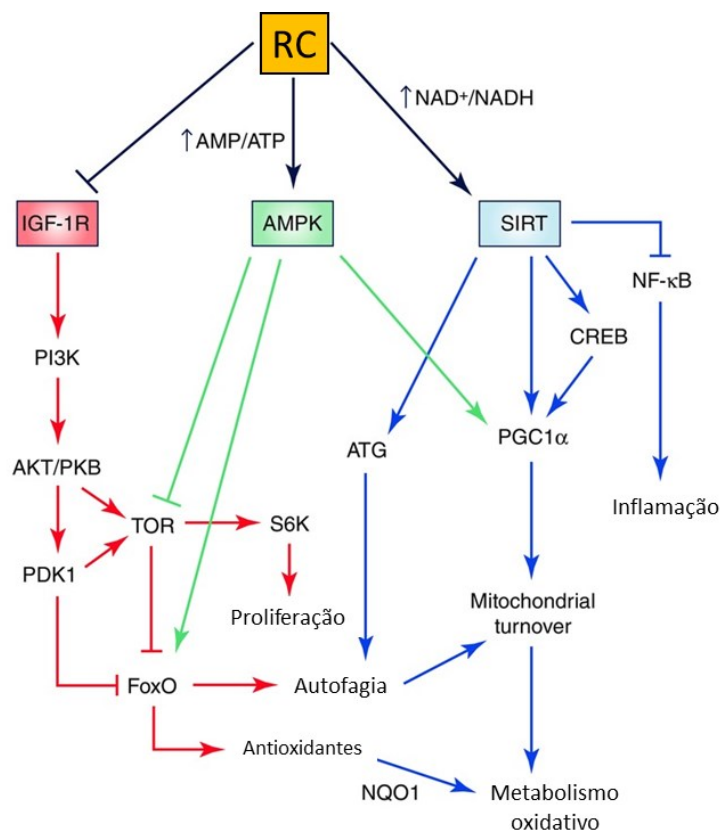 RC
↑NAD+/NADH
↑AMP/ATP
IGF-1R
AMPK
SIRT
NF-κB
CREB
PI3K
PGC1α
ATG
AKT/PKB
Inflamação
TOR
S6K
PDK1
Proliferação
Mitochondrial
turnover
FoxO
Autofagia
Antioxidantes
NQO1
Metabolismo
oxidativo